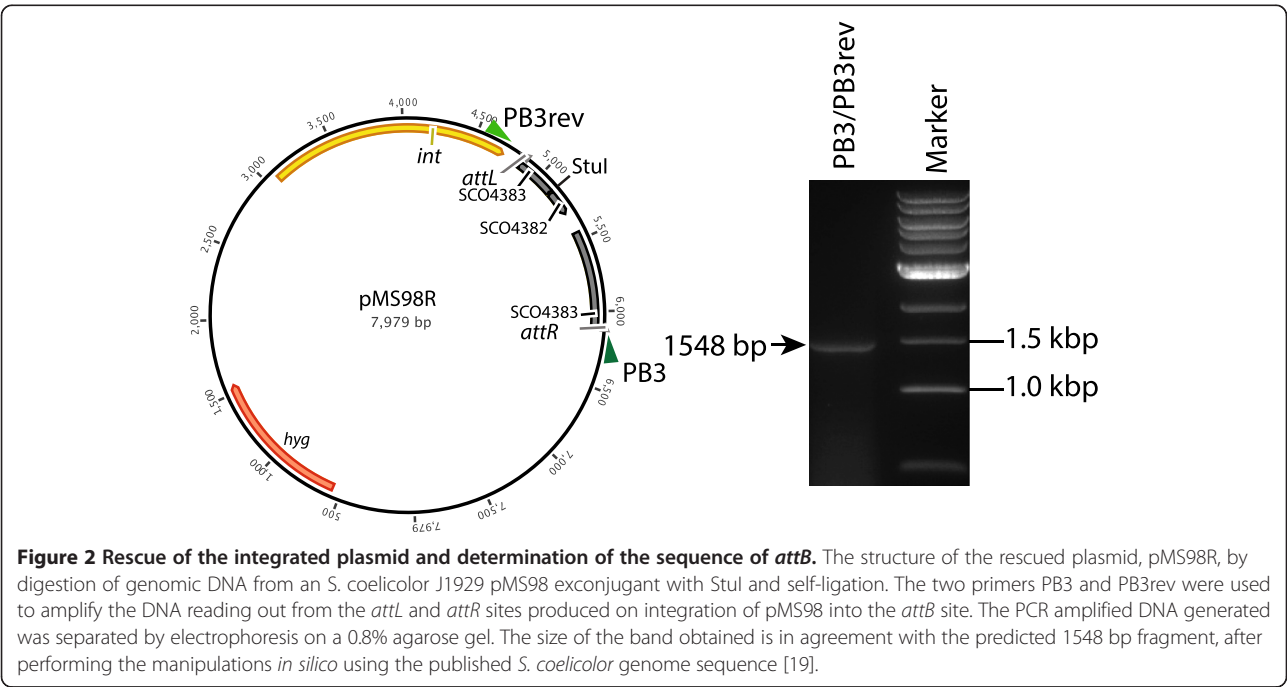 4,000
3,500
4,500
PB3rev
3,000
int
attL
5,000
StuI
SCO4383
SCO4382
5,500
2,500
pMS98R
7,979 bp
SCO4383
attR
6,000
2,000
PB3
6,500
1,500
hyg
1,000
7,000
500
7,500
7,979
PB3/PB3rev
Marker
1548 bp
1.5 kbp
1.0 kbp
Figure 2 Rescue of the integrated plasmid and determination of the sequence of attB. The structure of the rescued plasmid, pMS98R, by
digestion of genomic DNA from an S. coelicolor J1929 pMS98 exconjugant with StuI and self-ligation. The two primers PB3 and PB3rev were used
to amplify the DNA reading out from the attL and attR sites produced on integration of pMS98 into the attB site. The PCR amplified DNA generated
was separated by electrophoresis on a 0.8% agarose gel. The size of the band obtained is in agreement with the predicted 1548 bp fragment, after
performing the manipulations in silico using the published S. coelicolor genome sequence [19].